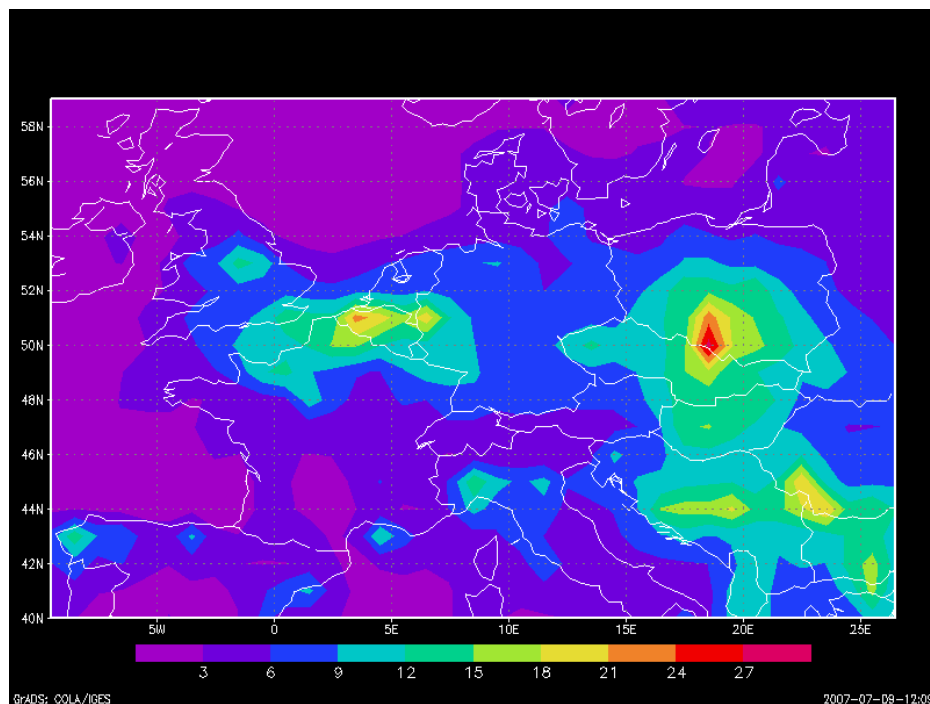 58N
56N
54N
52N
50N
48N
46N
44N
42N
40N
5W 0 5E 10E 15E 20E 25E
3 6 9 12 15 18 21 24 27
GrADS: COLA/IGES 2007-07-09-12:09